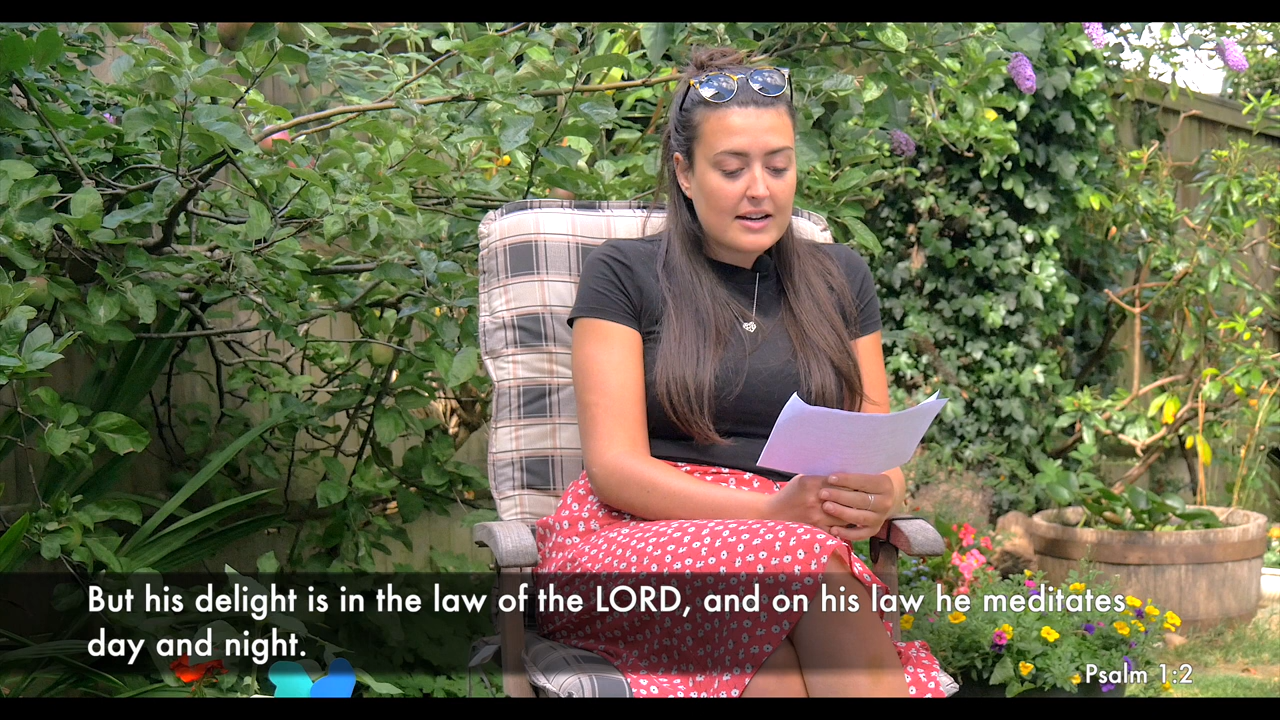 But his delight is in the law of the LORD, and on his law he meditates
day and night.
Psalm 1:2